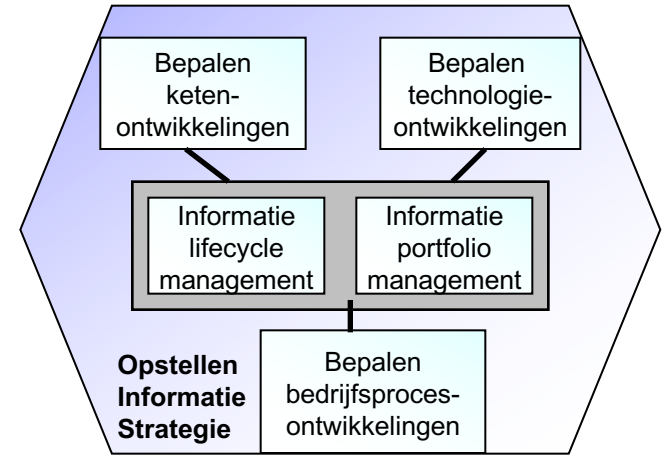 Bepalen
keten-
ontwikkelingen
Bepalen
technologie-
ontwikkelingen
Informatie
lifecycle
management
Informatie
portfolio
management
Opstellen
Informatie
Strategie
Bepalen
bedrijfsproces-
ontwikkelingen